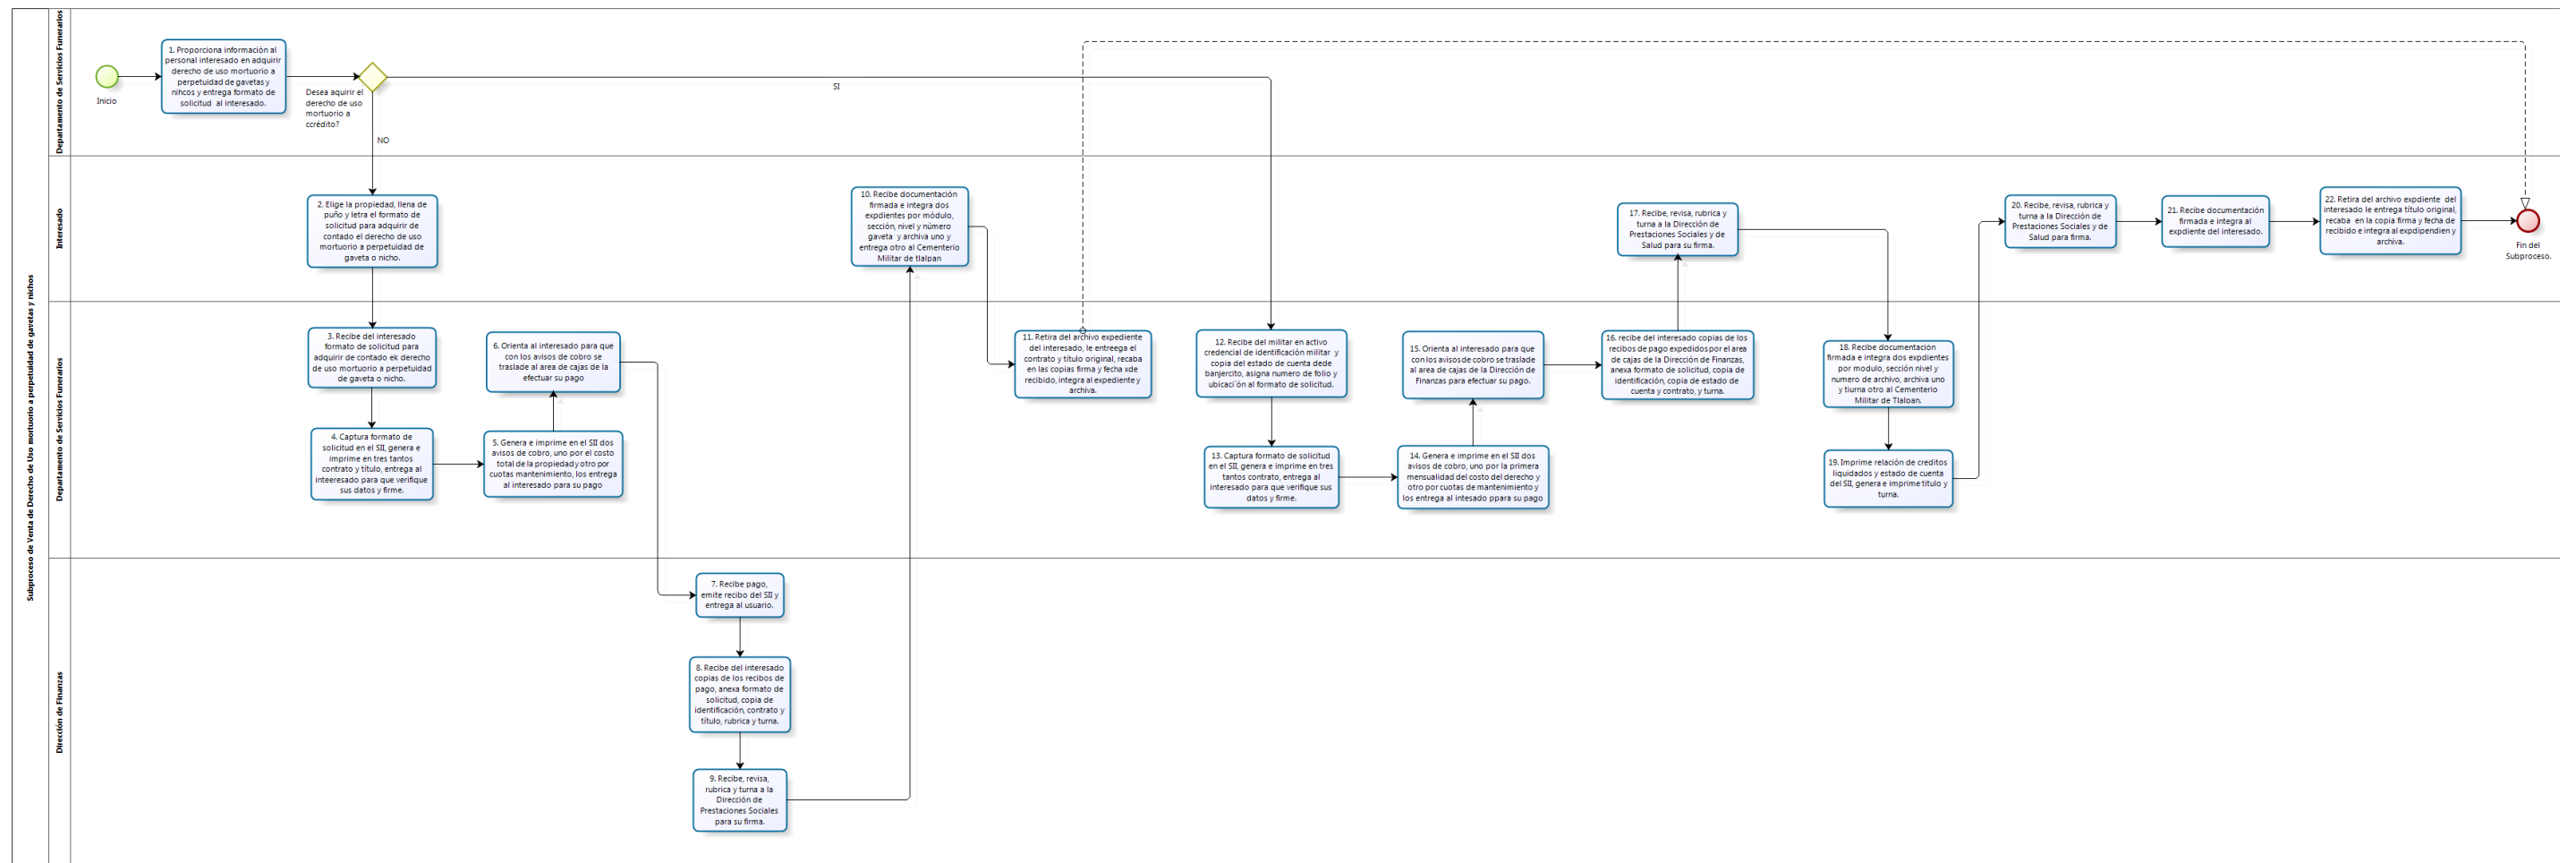 Subproceso de Venta de Derecho de Uso mortuorio a perpetuidad de gavetas y nichos
Departamento de Servicios Funerarios
Inicio
1. Proporciona información al
personal interesado en adquirir
derecho de uso mortuorio a
perpetuidad de gavetas y
nihcos y entrega formato de
solicitud al interesado.
Desea aquirir el
derecho de uso
mortuorio a
ccrédito?
SI
NO
Interesado
2. Elige la propiedad, llena de
puño y letra el formato de
solicitud para adquirir de
contado el derecho de uso
mortuorio a perpetuidad de
gaveta o nicho.
10. Recibe documentación
firmada e integra dos
expdientes por módulo,
sección, nivel y número
gaveta y archiva uno y
entrega otro al Cementerio
Militar de tlalpan
17. Recibe, revisa, rubrica y
turna a la Dirección de
Prestaciones Sociales y de
Salud para su firma.
20. Recibe, revisa, rubrica y
turna a la Dirección de
Prestaciones Sociales y de
Salud para firma.
21. Recibe documentación
firmada e integra al
expdiente del interesado.
22. Retira del archivo expdiente del
interesado le entrega título original,
recaba en la copia firma y fecha de
recibido e integra al expdipendien y
archiva.
Fin del
Subproceso.
Departamento de Servicios Funerarios
3. Recibe del interesado
formato de solicitud para
adquirir de contado ek derecho
de uso mortuorio a perpetuidad
de gaveta o nicho.
4. Captura formato de
solicitud en el SII, genera e
imprime en tres tantos
contrato y título, entrega al
inteeresado para que verifique
sus datos y firme.
5. Genera e imprime en el SII dos
avisos de cobro, uno por el costo
total de la propiedad y otro por
cuotas mantenimiento, los entrega
al interesado para su pago
6. Orienta al interesado para que
con los avisos de cobro se
traslade al area de cajas de la
efectuar su pago
11. Retira del archivo expediente
del interesado, le entreega el
contrato y título original, recaba
en las copias firma y fecha xde
recibido, integra al expediente y
archiva.
12. Recibe del militar en activo
credencial de identificación militar y
copia del estado de cuenta dede
banjercito, asigna numero de folio y
ubicací´ón al formato de solicitud.
13. Captura formato de solicitud
en el SII, genera e imprime en tres
tantos contrato, entrega al
interesado para que verifique sus
datos y firme.
14. Genera e imprime en el SII dos
avisos de cobro, uno por la primera
mensualidad del costo del derecho y
otro por cuotas de mantenimiento y
los entrega al intesado ppara su pago
15. Orienta al interesado para que
con los avisos de cobro se traslade
al area de cajas de la Dirección de
Finanzas para efectuar su pago.
16. recibe del interesado copias de los
recibos de pago expedidos por el area
de cajas de la Dirección de Finanzas,
anexa formato de solicitud, copia de
identificación, copia de estado de
cuenta y contrato, y turna.
18. Recibe documentación
firmada e integra dos expdientes
por modulo, sección nivel y
numero de archivo, archiva uno
y tiurna otro al Cementerio
Militar de Tlalpan.
19. Imprime relación de creditos
liquidados y estado de cuenta
del SII, genera e imprime titulo y
turna.
Dirección de Finanzas
7. Recibe pago,
emite recibo del SII y
entrega al usuario.
8. Recibe del interesado
copias de los recibos de
pago, anexa formato de
solicitud, copia de
identificación, contrato y
título, rubrica y turna.
9. Recibe, revisa,
rubrica y turna a la
Dirección de
Prestaciones Sociales
para su firma.